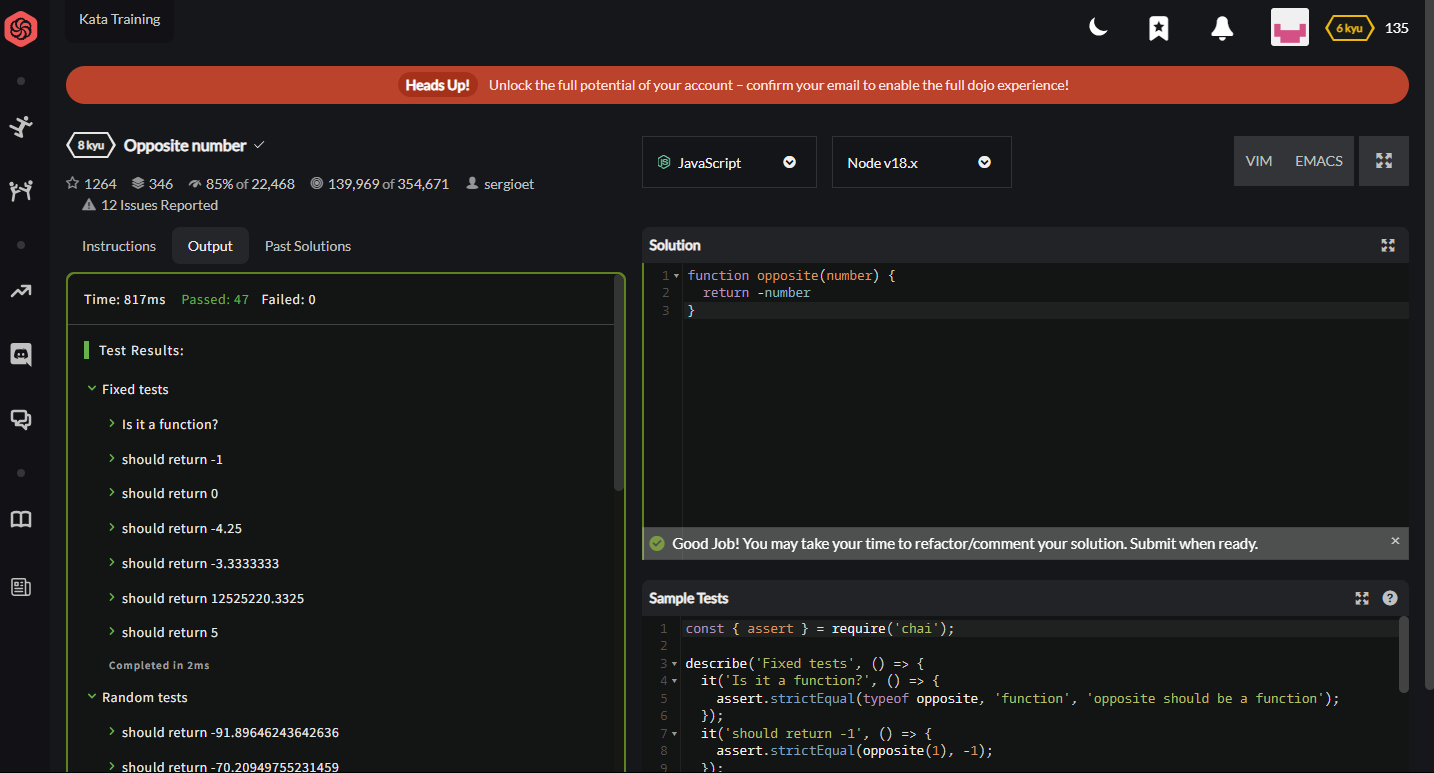 Kata Training
6 kyu 135
Heads Up! Unlock the full potential of your account – confirm your email to enable the full dojo experience!
8 kyu Opposite number
1264 346 85% of 22,468 139,969 of 354,671 sergioet
12 Issues Reported
Instructions Output Past Solutions
Time: 817ms Passed: 47 Failed: 0
Test Results:
Fixed tests
Is it a function?
should return -1
should return 0
should return -4.25
should return -3.3333333
should return 12525220.3325
should return 5
Completed in 2ms
Random tests
should return -91.89646243642636
should return -70.20949755231459
JavaScript
Node v18.x
VIM EMACS
Solution
1 function opposite(number) {
2 return -number
3 }
Good Job! You may take your time to refactor/comment your solution. Submit when ready.
Sample Tests
1 const { assert } = require('chai');
2
3 describe('Fixed tests', () => {
4 it('Is it a function?', () => {
5 assert.strictEqual(typeof opposite, 'function', 'opposite should be a function');
6 });
7 it('should return -1', () => {
8 assert.strictEqual(opposite(1), -1);
9 });